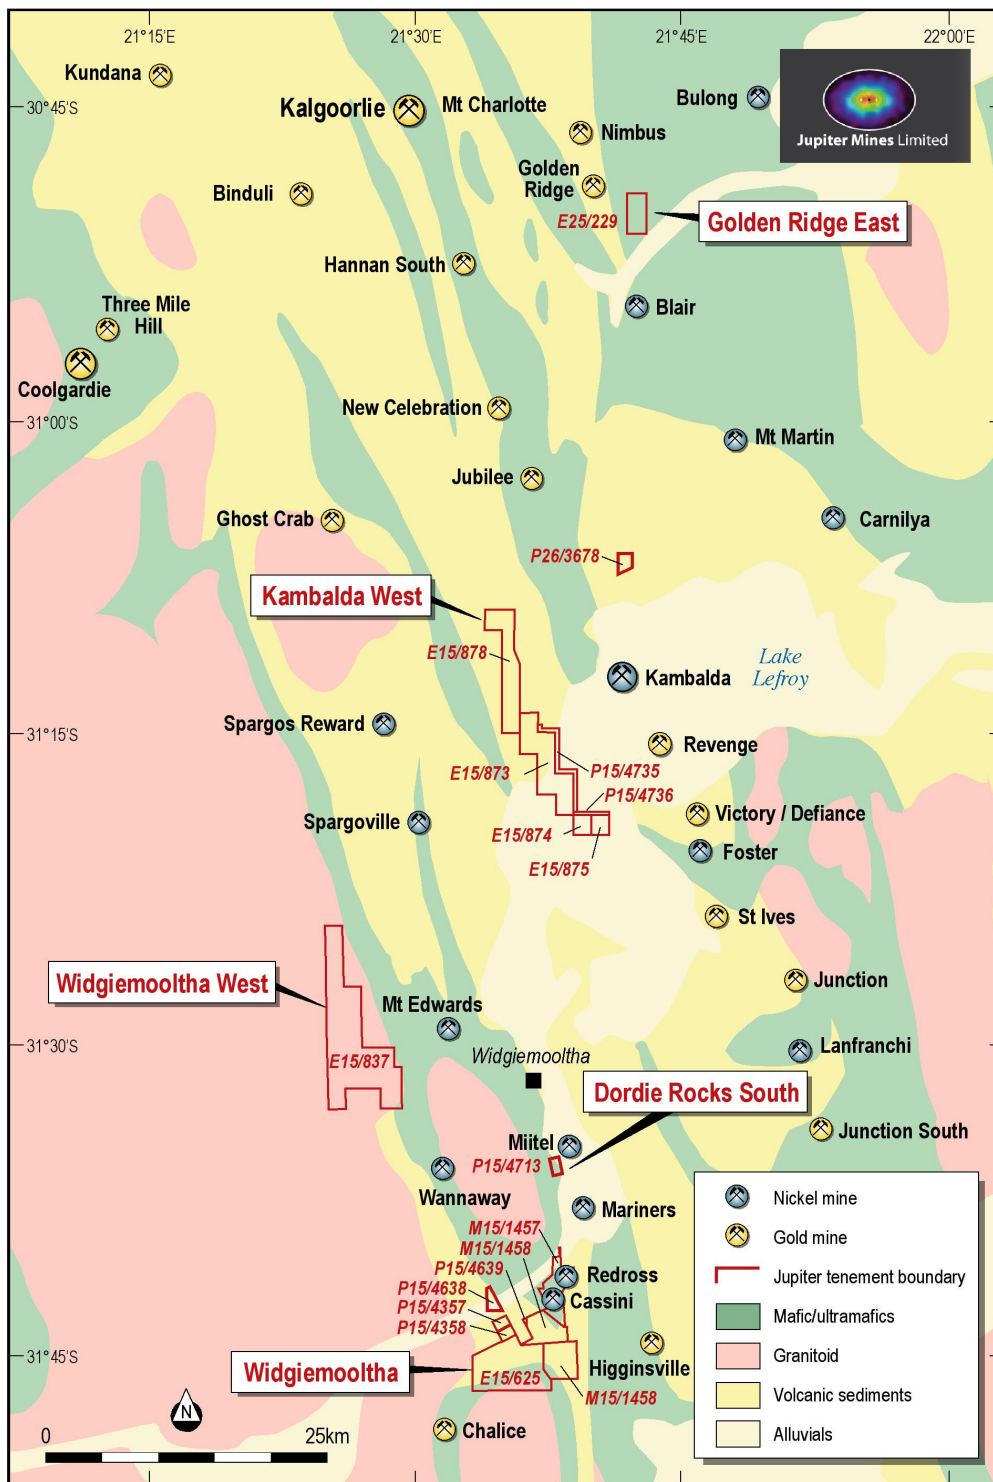 21°15'E
21°30'E
21°45'E
22°00'E
Kundana
30°45'S
Kalgoorlie
Mt Charlotte
Bulong
Nimbus
Jupiter Mines Limited
Golden
Ridge
Binduli
E25/229
Golden Ridge East
Hannan South
Three Mile
Hill
Blair
Coolgardie
New Celebration
31°00'S
Mt Martin
Jubilee
Ghost Crab
Carnilya
P26/3678
Kambalda West
E15/878
Lake
Lefroy
Kambalda
Spargos Reward
31°15'S
Revenge
E15/873
P15/4735
P15/4736
Victory / Defiance
Spargoville
E15/874
Foster
E15/875
St Ives
Widgiemooltha West
Junction
Mt Edwards
31°30'S
Lanfranchi
Widgiemooltha
E15/837
Dordie Rocks South
Junction South
Miitel
P15/4713
Wannaway
Mariners
M15/1457
M15/1458
P15/4639
P15/4638
P15/4357
P15/4358
Redross
Cassini
31°45'S
Higginsville
Widgiemooltha
E15/625
M15/1458
Chalice
N
0
25km
Nickel mine
Gold mine
Jupiter tenement boundary
Mafic/ultramafics
Granitoid
Volcanic sediments
Alluvials